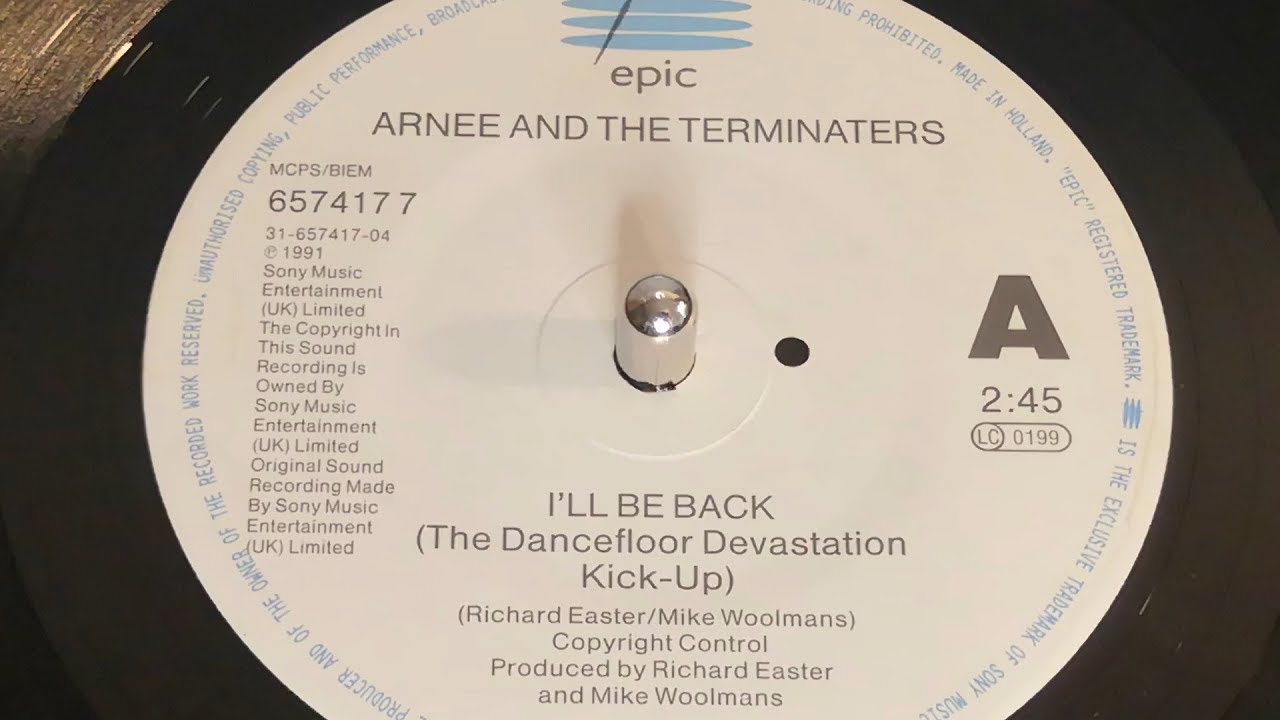 epic
ARNEE AND THE TERMINATERS
MCPS/BIEM
657417 7
31-657417-04
℗ 1991
Sony Music
Entertainment
(UK) Limited
The Copyright In
This Sound
Recording Is
Owned By
Sony Music
Entertainment
(UK) Limited
Original Sound
Recording Made
By Sony Music
Entertainment
(UK) Limited
A
2:45
LC 0199
I'LL BE BACK
(The Dancefloor Devastation
Kick-Up)
(Richard Easter/Mike Woolmans)
Copyright Control
Produced by Richard Easter
and Mike Woolmans
PRODUCER AND OF THE OWNER OF THE RECORDED WORK RESERVED. UNAUTHORISED COPYING, PUBLIC PERFORMANCE,
RECORDING PROHIBITED. MADE IN HOLLAND. "EPIC" REGISTERED TRADEMARK. IS THE EXCLUSIVE TRADEMARK OF SONY MUSIC